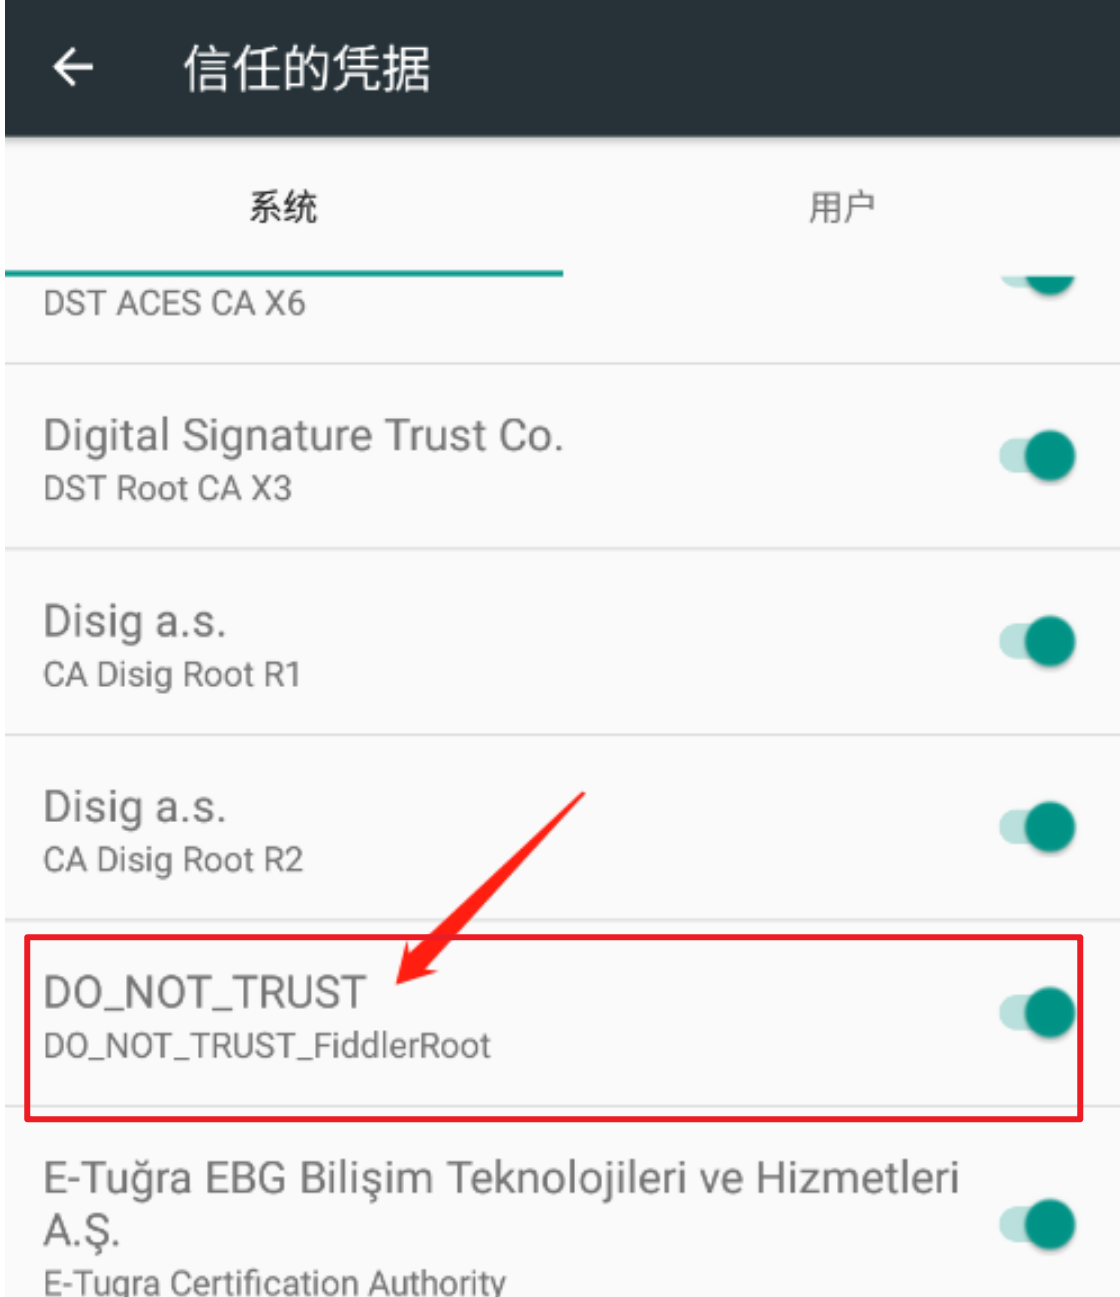 信任的凭据
系统
用户
DST ACES CA X6
Digital Signature Trust Co.
DST Root CA X3
Disig a.s.
CA Disig Root R1
Disig a.s.
CA Disig Root R2
DO_NOT_TRUST
DO_NOT_TRUST_FiddlerRoot
E-Tuğra EBG Bilişim Teknolojileri ve Hizmetleri
A.Ş.
E-Tugra Certification Authority